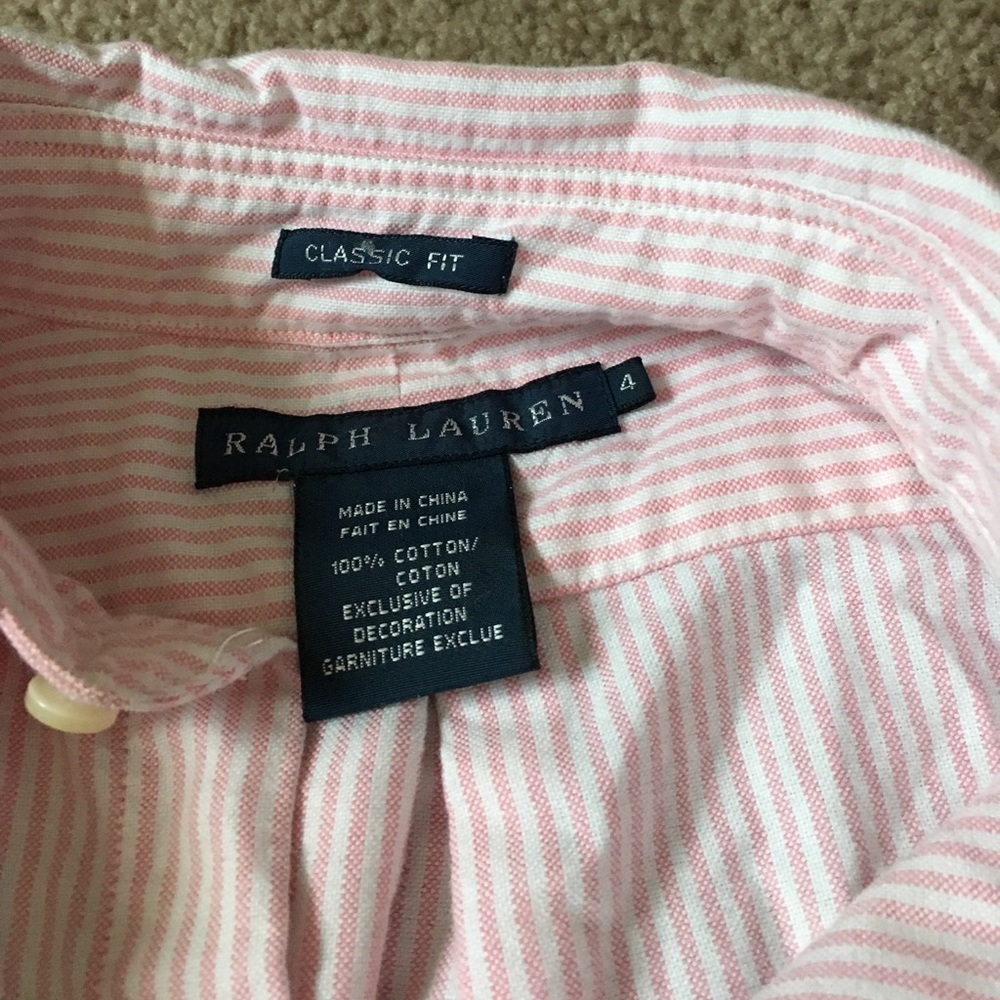 CLASSIC FIT
RALPH LAUREN
4
MADE IN CHINA
FAIT EN CHINE
100% COTTON/
COTON
EXCLUSIVE OF
DECORATION
GARNITURE EXCLUE